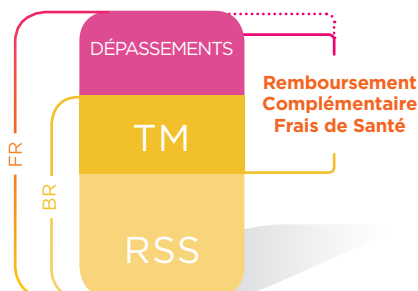 DÉPASSEMENTS
TM
RSS
FR
BR
Remboursement
Complémentaire
Frais de Santé